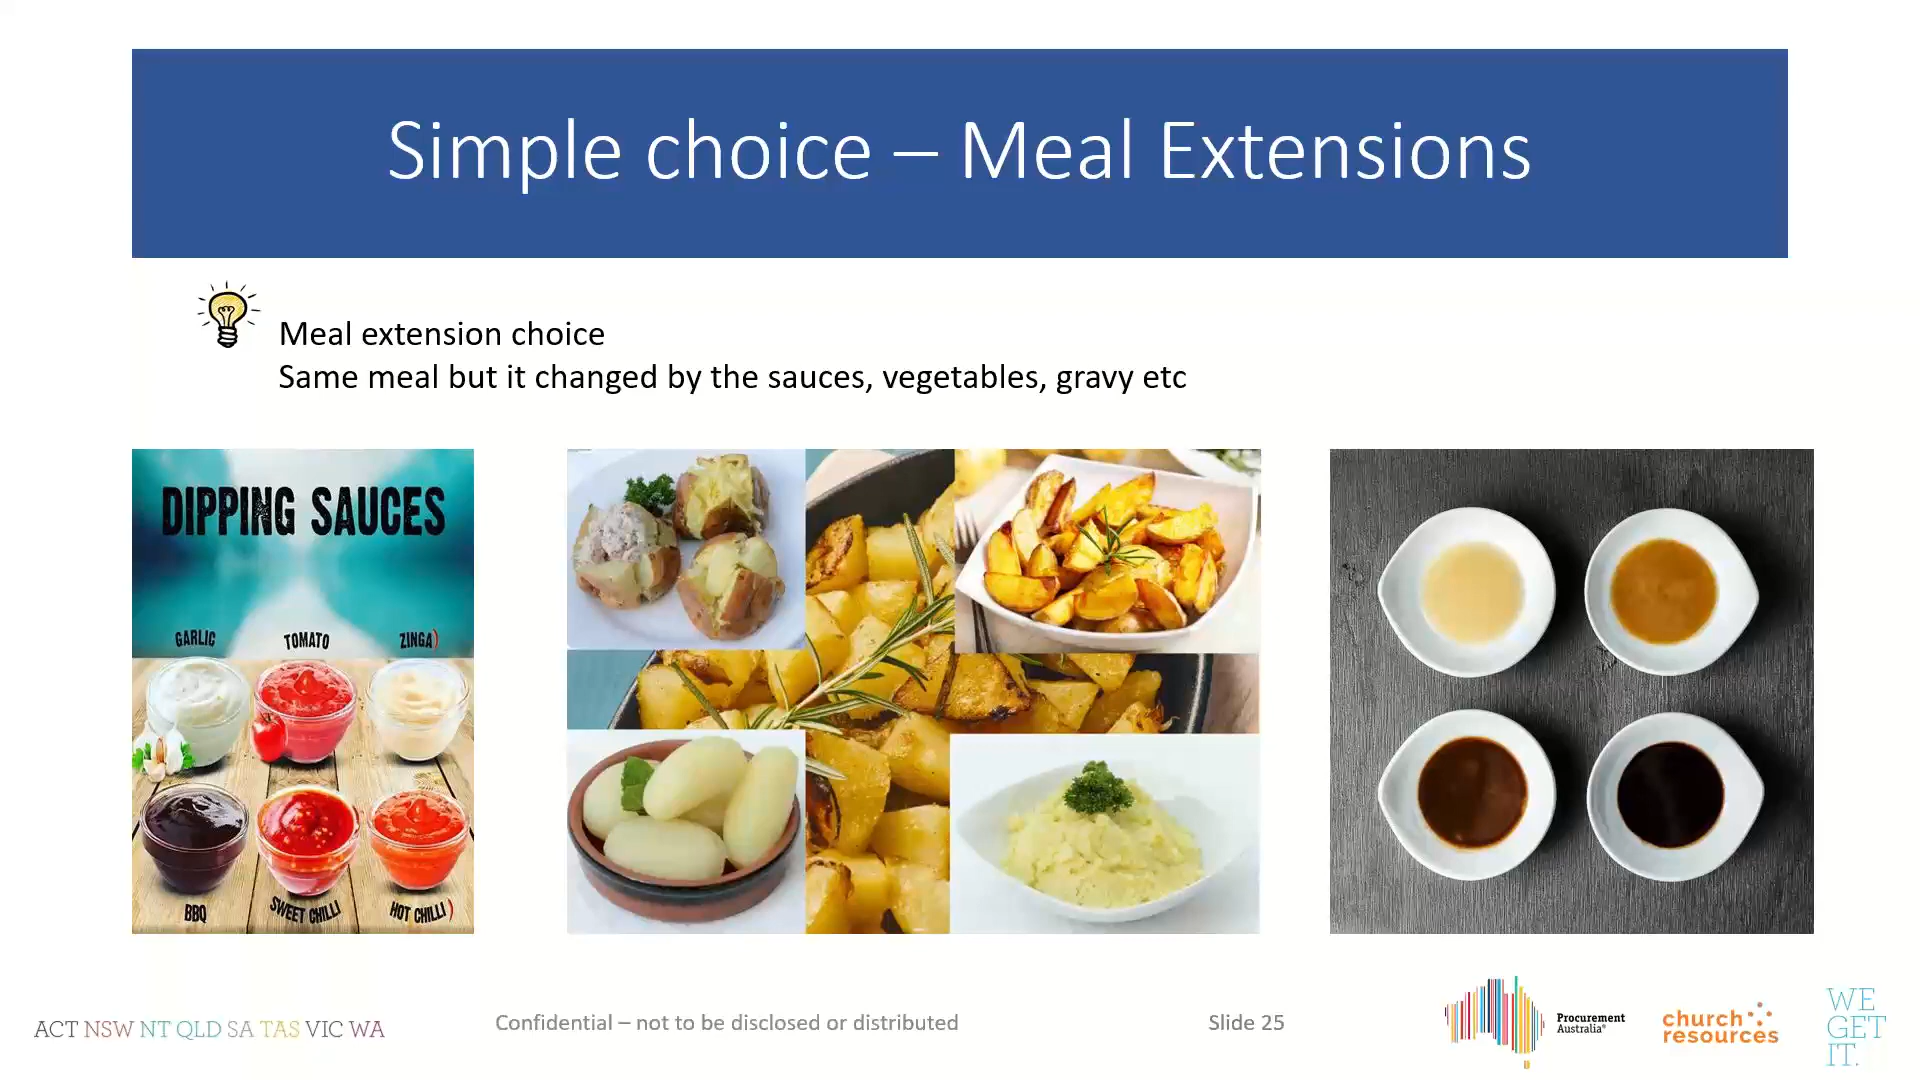 Simple choice – Meal Extensions
Meal extension choice
Same meal but it changed by the sauces, vegetables, gravy etc
DIPPING SAUCES
GARLIC TOMATO ZINGA)
BBQ SWEET CHILLI HOT CHILLI)
ACT NSW NT QLD SA TAS VIC WA
Confidential – not to be disclosed or distributed
Slide 25
Procurement
Australia®
church
resources
WE
GET
IT.